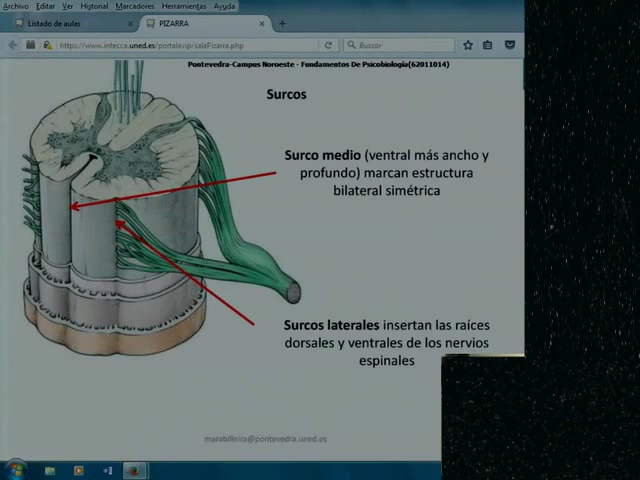 Archivo Editar Ver Historial Marcadores Herramientas Ayuda
Listado de aulas
PIZARRA
https://www.intecca.uned.es/portalevip/salaPizarra.php
Buscar
Pontevedra-Campus Noroeste - Fundamentos De Psicobiología(62011014)
Surcos
Surco medio (ventral más ancho y
profundo) marcan estructura
bilateral simétrica
Surcos laterales insertan las raíces
dorsales y ventrales de los nervios
espinales
marabilleira@pontevedra.uned.es